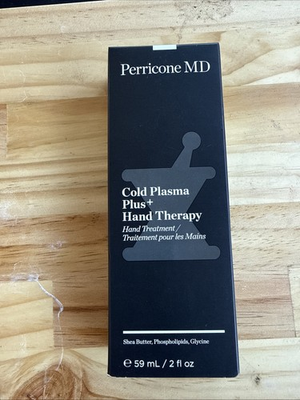 Perricone MD
Cold Plasma
Plus+
Hand Therapy
Hand Treatment /
Traitement pour les Mains
Shea Butter, Phospholipids, Glycine
℮ 59 mL / 2 fl oz